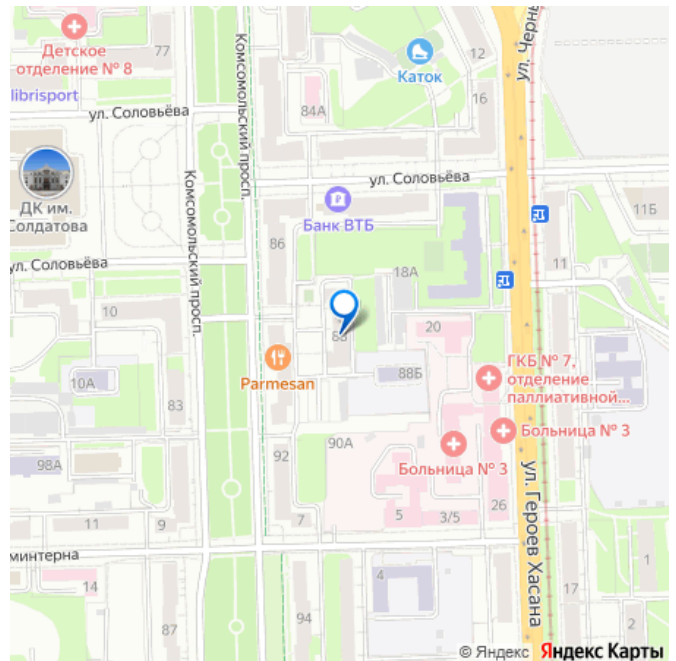 Детское
отделение № 8
77
librisport
ул. Соловьёва
Комсомольский просп.
84А
Каток
12
16
ул. Черны
ДК им.
Солдатова
Комсомольский просп.
ул. Соловьёва
Банк ВТБ
86
11Б
ул. Соловьёва
18А
11
10
20
88
Parmesan
88Б
ГКБ № 7,
отделение
паллиативной...
10А
83
Больница № 3
Больница № 3
98А
92
90А
ул. Героев Хасана
11
9
7
5
3/5
26
минтерна
14
4
17
1
87
94
2
© Яндекс Яндекс Карты